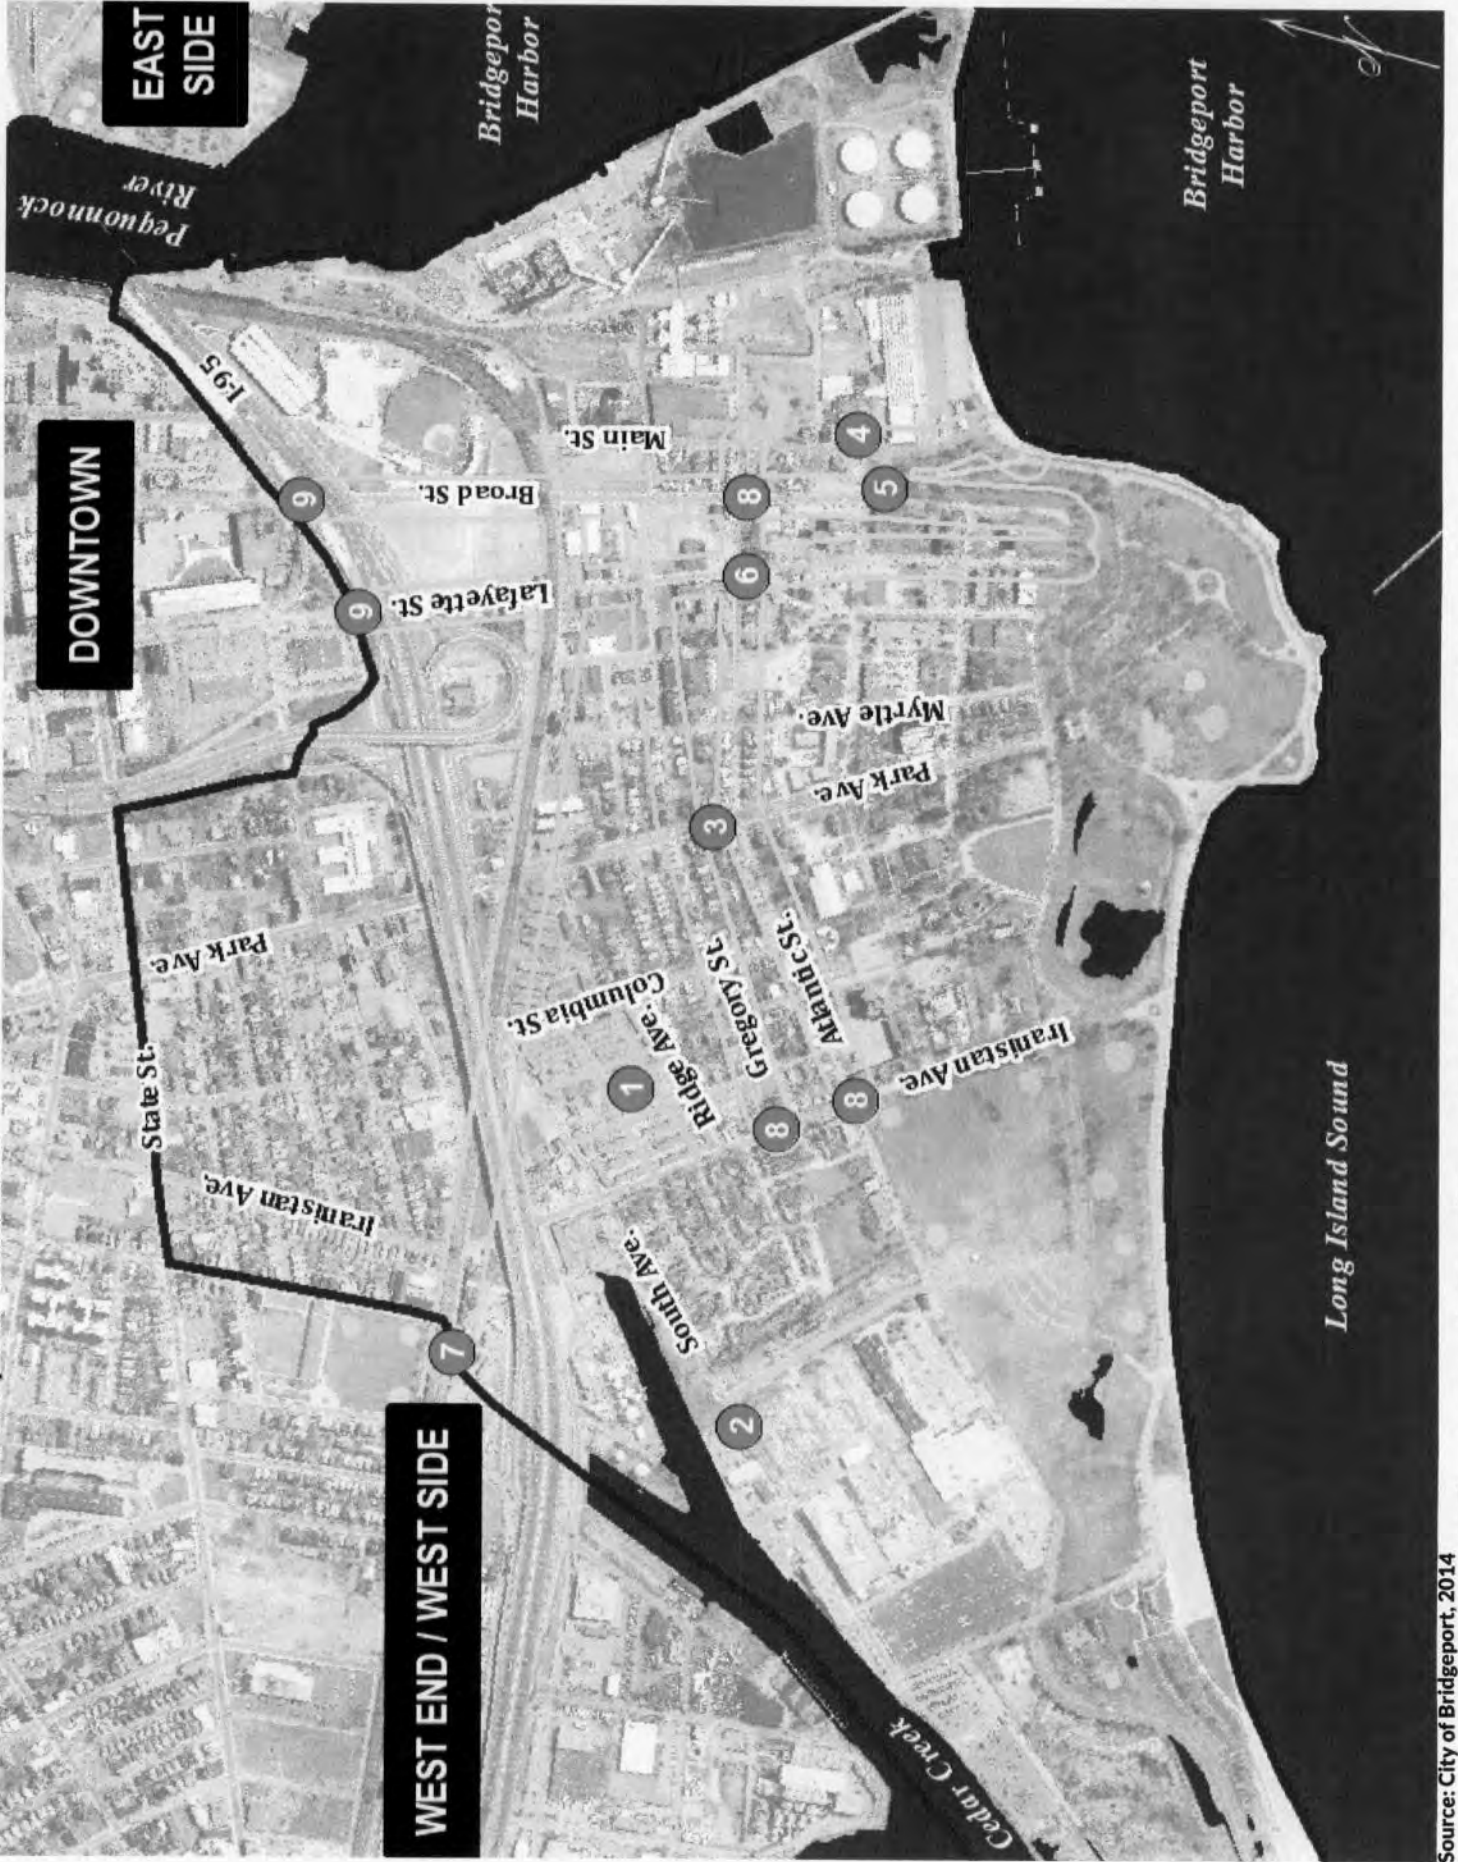 EAST
SIDE
Pequonnock
River
Bridgepor
Harbor
Bridgeport
Harbor
N
DOWNTOWN
I-95
9
9
Broad St.
Main St.
Lafayette St.
8
4
5
6
Myrtle Ave.
Park Ave.
3
Park Ave.
State St.
Iranistan Ave.
Columbia St.
1
Ridge Ave.
Gregory St.
Atlantic St.
8
8
Iranistan Ave.
7
South Ave.
2
WEST END / WEST SIDE
Cedar Creek
Long Island Sound
Source: City of Bridgeport, 2014